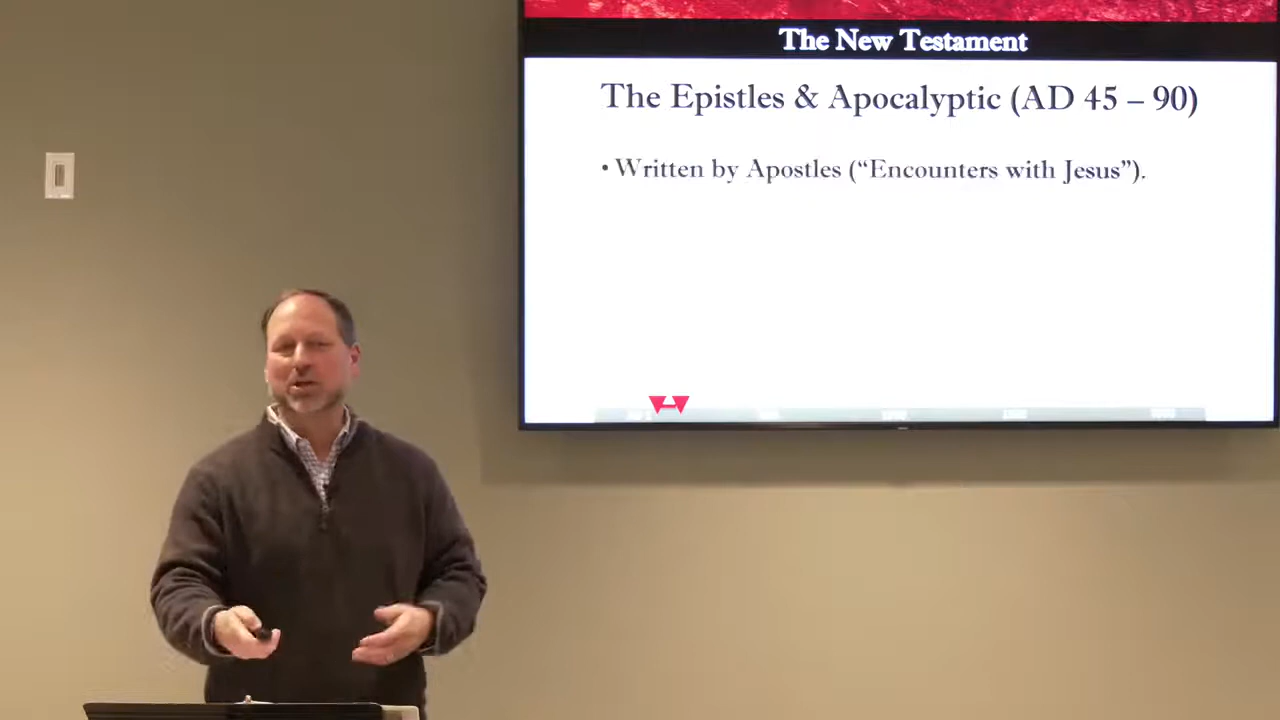 The New Testament
The Epistles & Apocalyptic (AD 45 – 90)
• Written by Apostles (“Encounters with Jesus”).